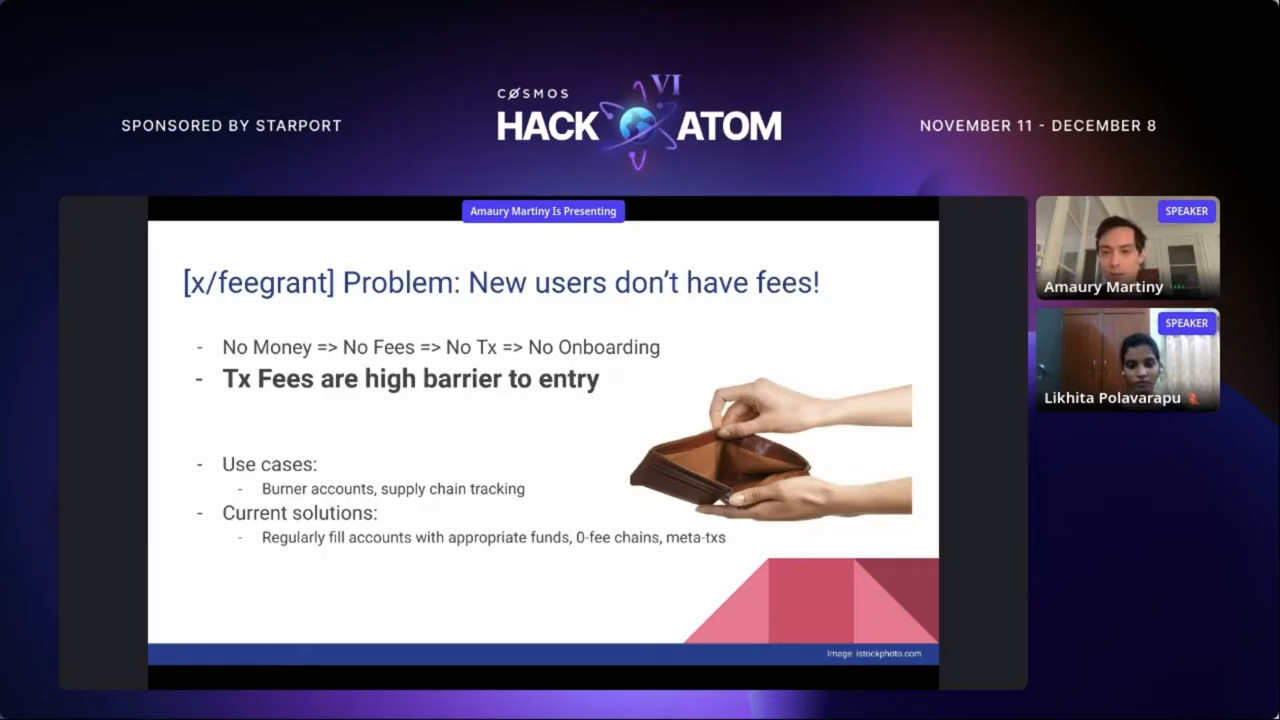 SPONSORED BY STARPORT
CØSMOS
HACK ATOM
VI
NOVEMBER 11 - DECEMBER 8
Amaury Martiny Is Presenting
[x/feegrant] Problem: New users don’t have fees!
- No Money => No Fees => No Tx => No Onboarding
- Tx Fees are high barrier to entry
- Use cases:
- Burner accounts, supply chain tracking
- Current solutions:
- Regularly fill accounts with appropriate funds, 0-fee chains, meta-txs
Image: istockphoto.com
SPEAKER
Amaury Martiny
SPEAKER
Likhita Polavarapu